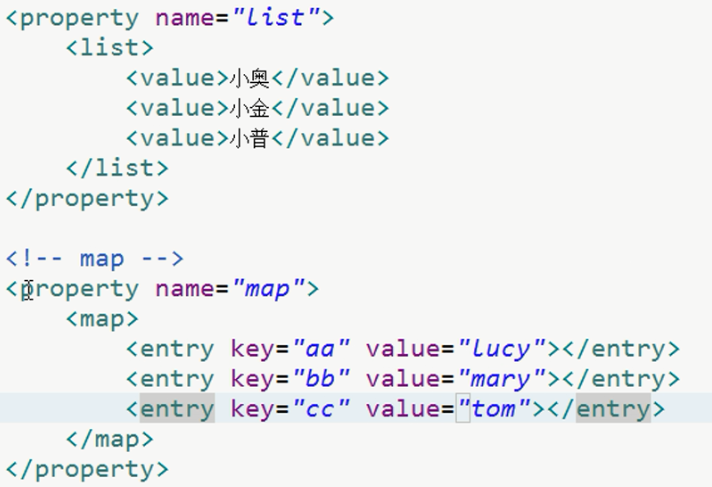 <property name="list">
<list>
<value>小奥</value>
<value>小金</value>
<value>小普</value>
</list>
</property>
<!-- map -->
<property name="map">
<map>
<entry key="aa" value="lucy"></entry>
<entry key="bb" value="mary"></entry>
<entry key="cc" value="tom"></entry>
</map>
</property>